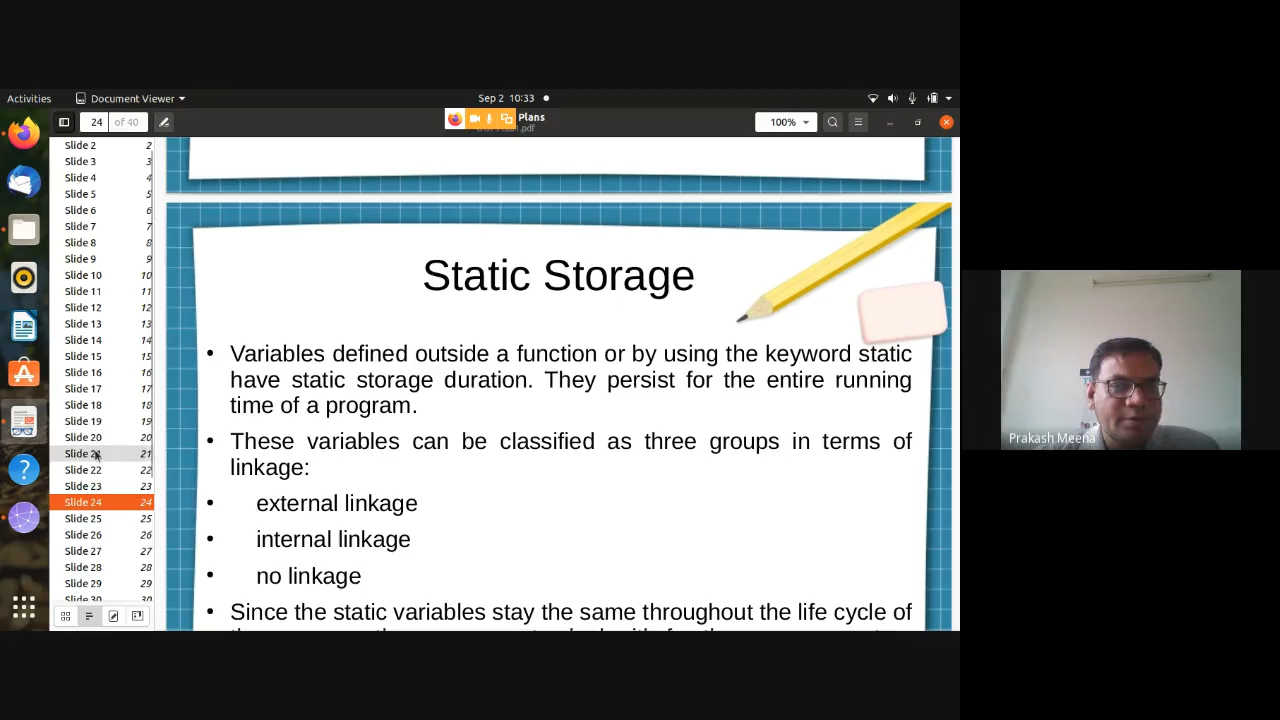 Activities
Document Viewer
Sep 2 10:33
24
of 40
Plans
.pdf
100%
Slide 2 2
Slide 3 3
Slide 4 4
Slide 5 5
Slide 6 6
Slide 7 7
Slide 8 8
Slide 9 9
Slide 10 10
Slide 11 11
Slide 12 12
Slide 13 13
Slide 14 14
Slide 15 15
Slide 16 16
Slide 17 17
Slide 18 18
Slide 19 19
Slide 20 20
Slide 21
Slide 22 22
Slide 23 23
Slide 24 24
Slide 25 25
Slide 26 26
Slide 27 27
Slide 28 28
Slide 29 29
Slide 30 30
Static Storage
• Variables defined outside a function or by using the keyword static
have static storage duration. They persist for the entire running
time of a program.
• These variables can be classified as three groups in terms of
linkage:
• external linkage
• internal linkage
• no linkage
• Since the static variables stay the same throughout the life cycle of
Prakash Meena